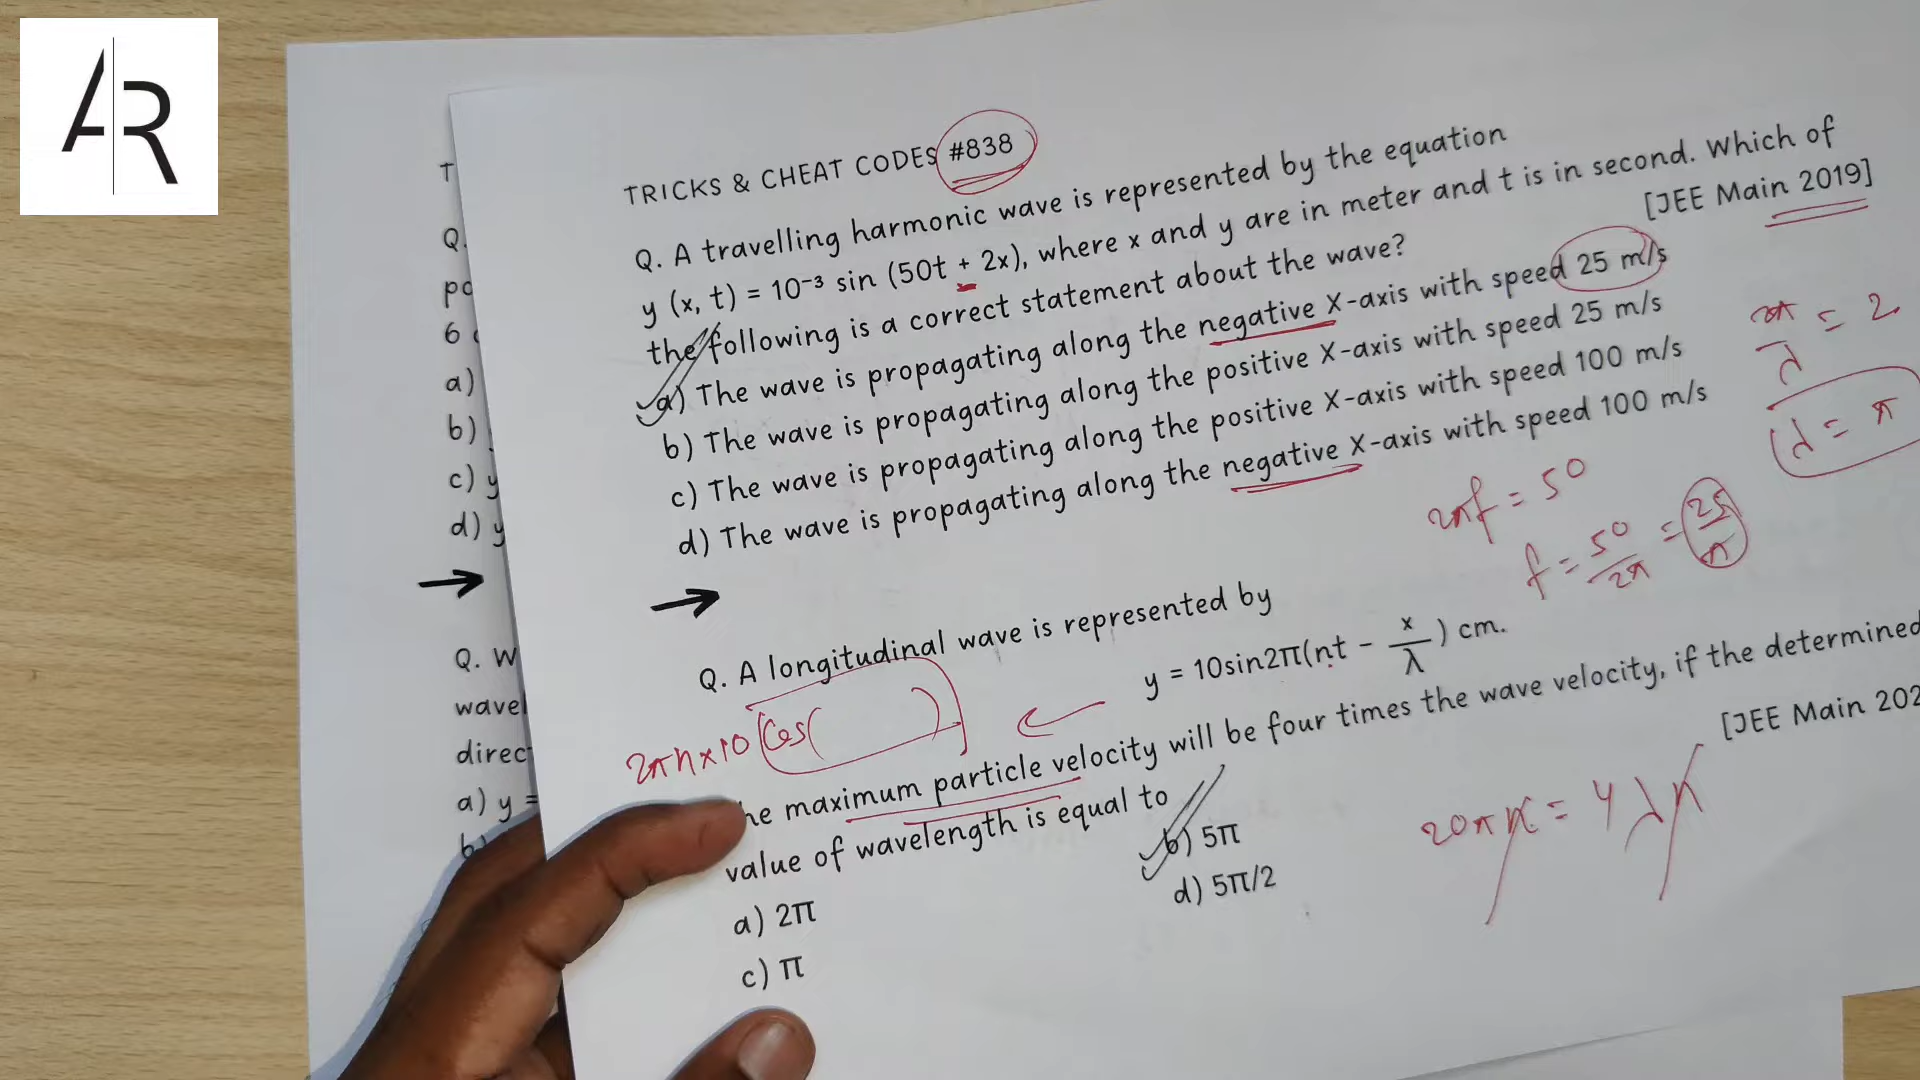 AR
TRICKS & CHEAT CODES #838
Q. A travelling harmonic wave is represented by the equation
y (x, t) = 10⁻³ sin (50t + 2x), where x and y are in meter and t is in second. Which of
the following is a correct statement about the wave?
[JEE Main 2019]
a) The wave is propagating along the negative X-axis with speed 25 m/s
b) The wave is propagating along the positive X-axis with speed 25 m/s
c) The wave is propagating along the positive X-axis with speed 100 m/s
d) The wave is propagating along the negative X-axis with speed 100 m/s
2π/λ = 2
λ = π
2πf = 50
f = 50/2π = 25/π
Q. A longitudinal wave is represented by
y = 10sin2π(nt - x/λ) cm.
2πn×10 Cos( )
he maximum particle velocity will be four times the wave velocity, if the determined
value of wavelength is equal to
[JEE Main 202
a) 2π
b) 5π
c) π
d) 5π/2
20πn = 4λn
T
Q.
po
6
a)
b)
c) y
d) y
Q. W
wavel
direc
a) y =
b)